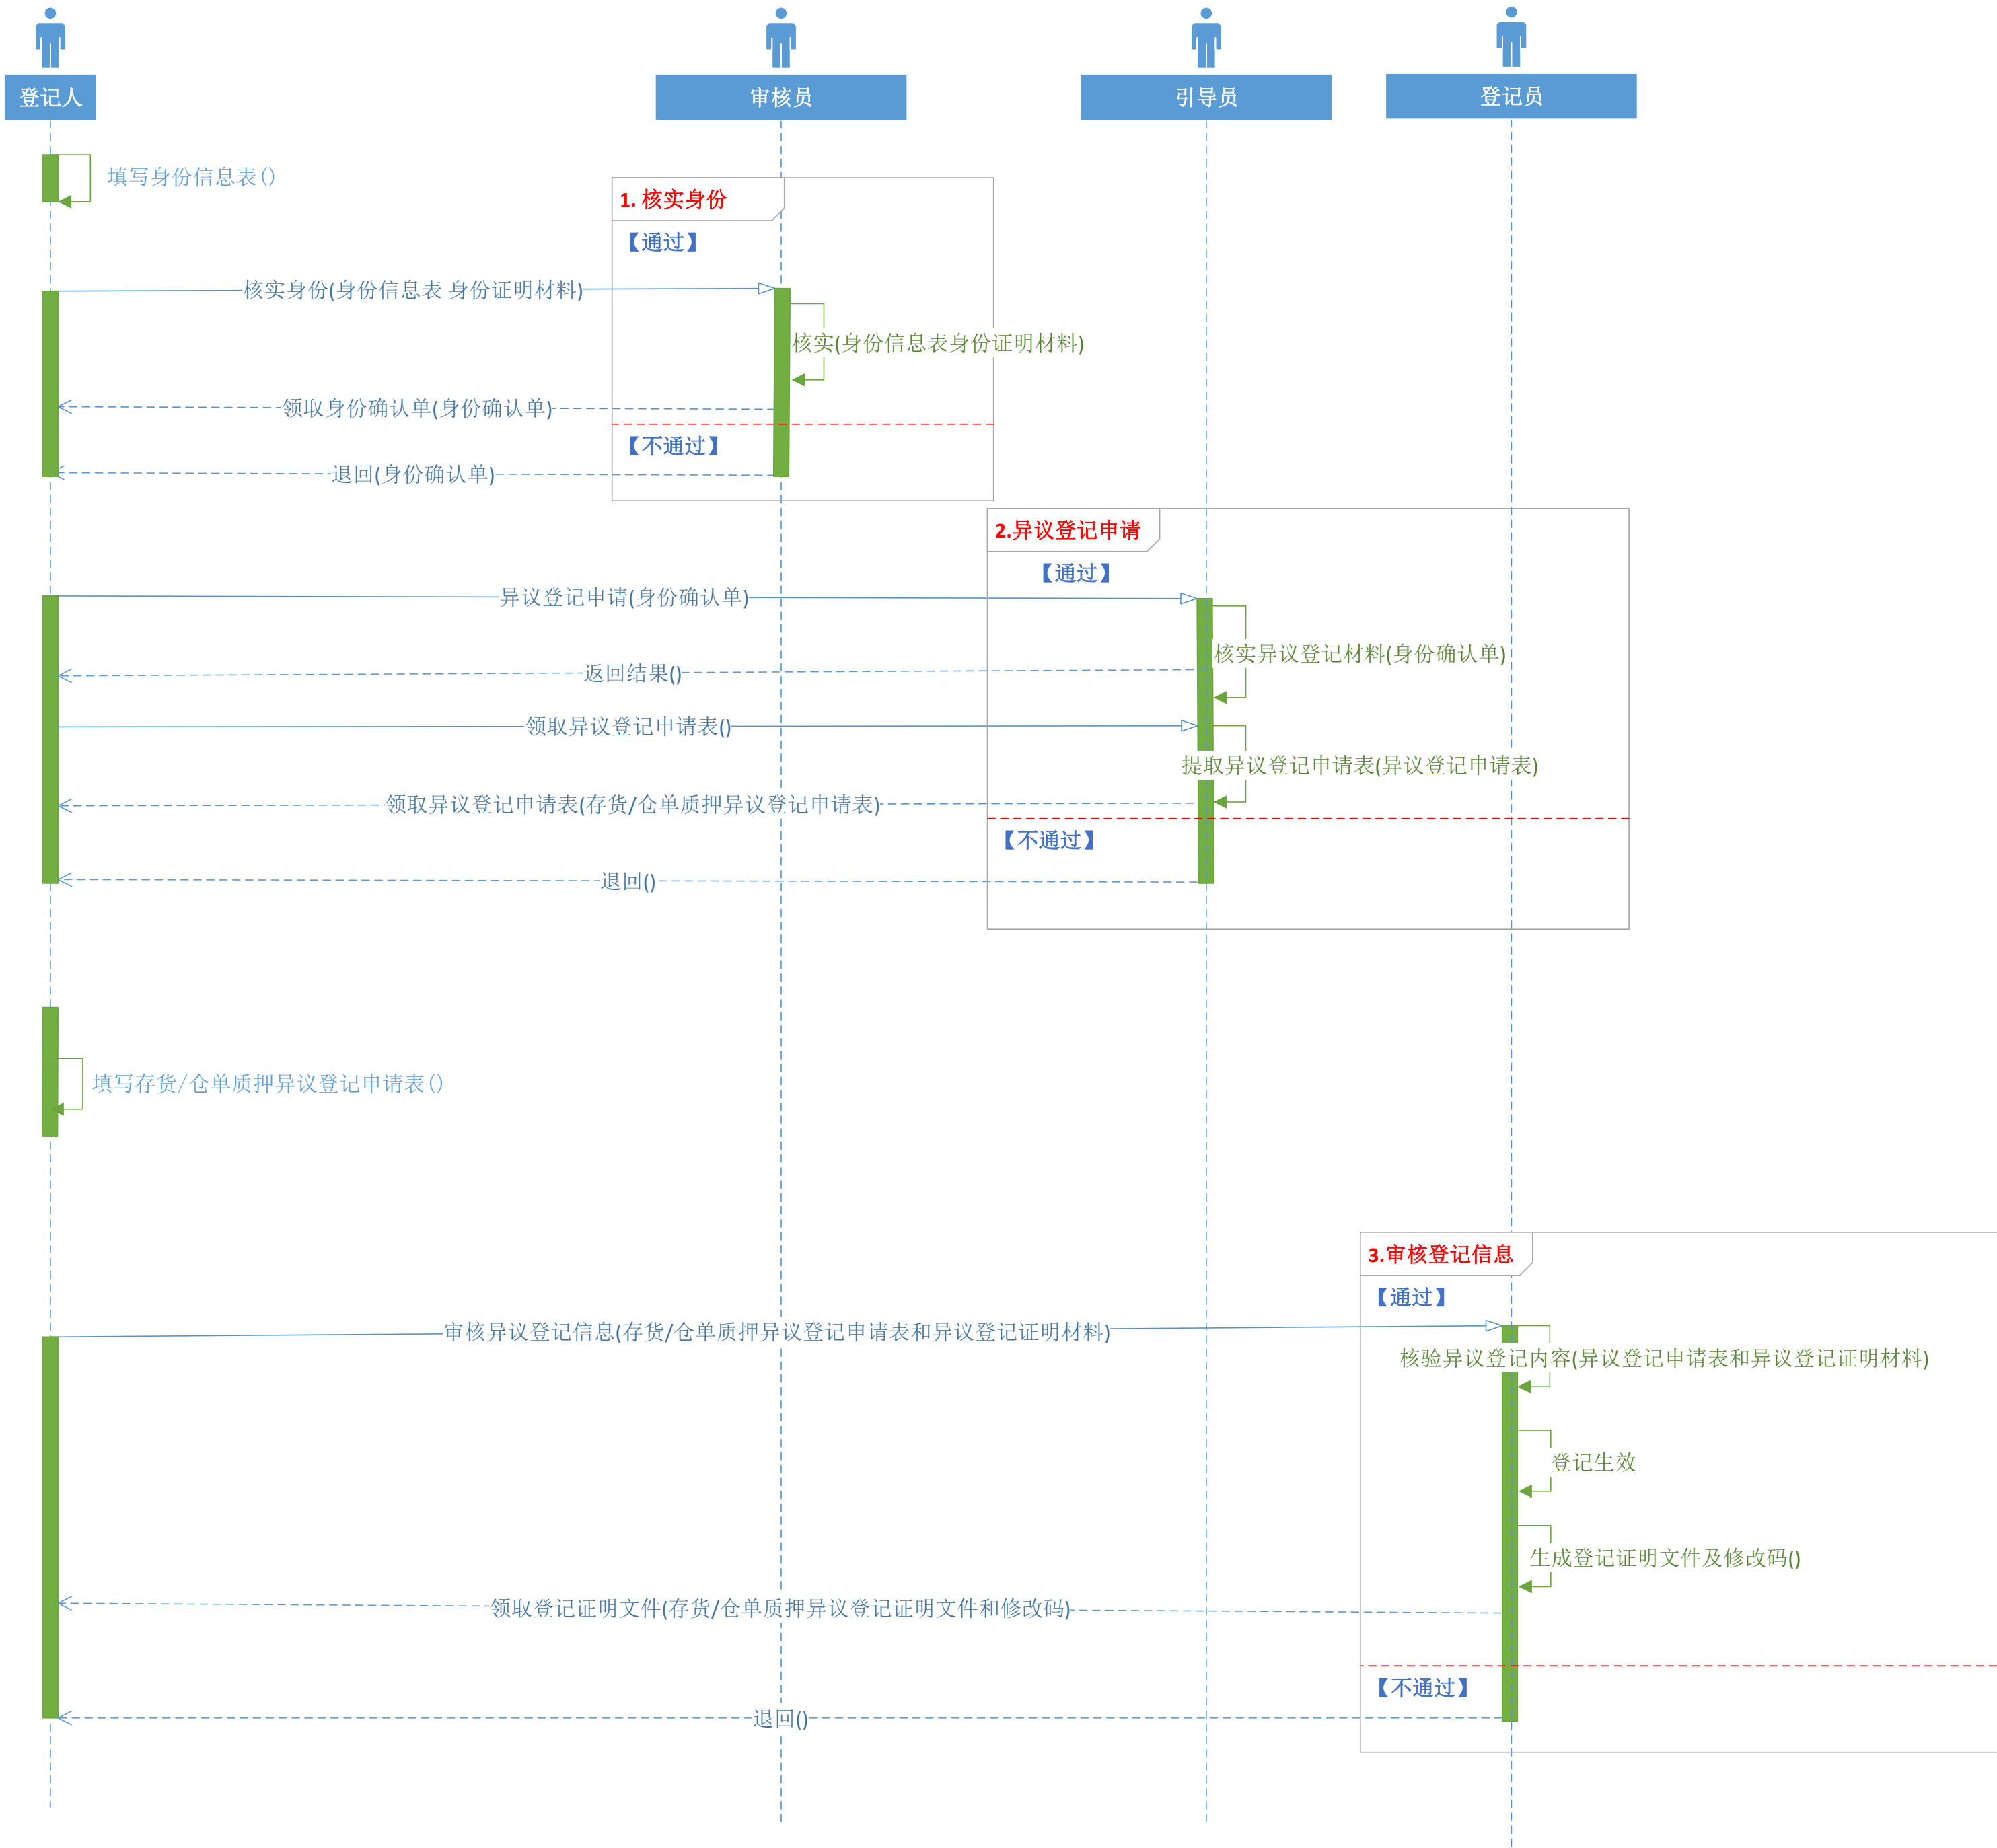 登记人
审核员
引导员
登记员
填写身份信息表()
1. 核实身份
【通过】
核实身份(身份信息表 身份证明材料)
核实(身份信息表身份证明材料)
领取身份确认单(身份确认单)
【不通过】
退回(身份确认单)
2.异议登记申请
【通过】
异议登记申请(身份确认单)
核实异议登记材料(身份确认单)
返回结果()
领取异议登记申请表()
提取异议登记申请表(异议登记申请表)
领取异议登记申请表(存货/仓单质押异议登记申请表)
【不通过】
退回()
填写存货/仓单质押异议登记申请表()
3.审核登记信息
【通过】
审核异议登记信息(存货/仓单质押异议登记申请表和异议登记证明材料)
核验异议登记内容(异议登记申请表和异议登记证明材料)
登记生效
生成登记证明文件及修改码()
领取登记证明文件(存货/仓单质押异议登记证明文件和修改码)
【不通过】
退回()